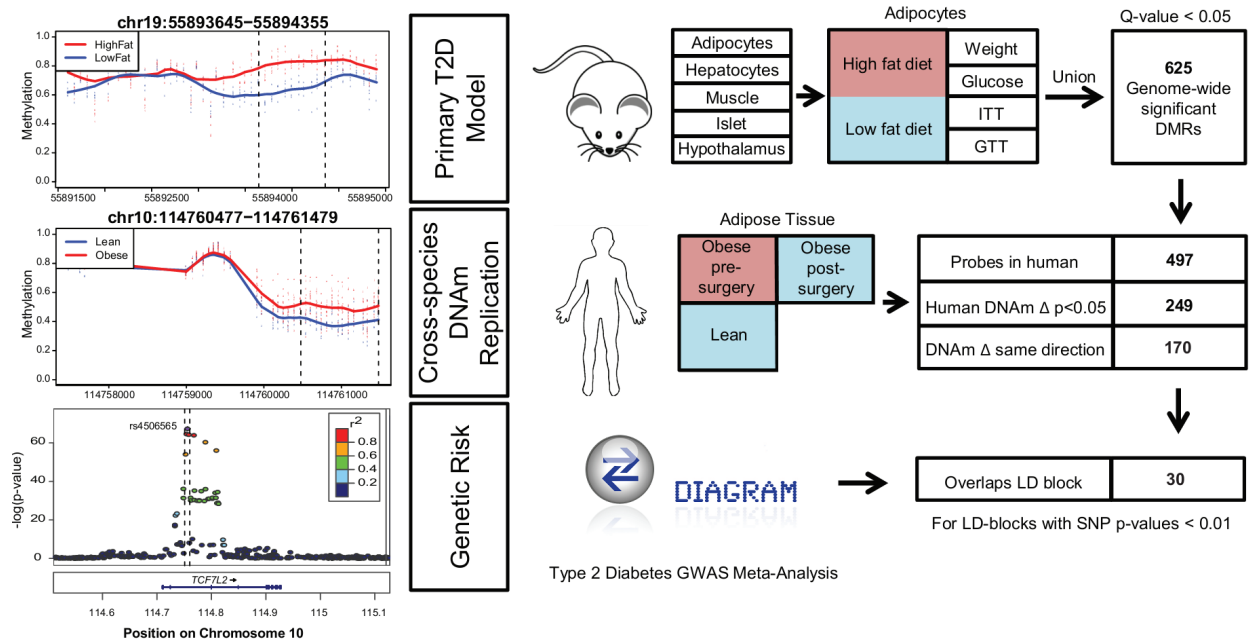 chr19:55893645−55894355
HighFat
LowFat
Methylation
1.0
0.8
0.6
0.4
0.2
0.0
55891500
55892500
55894000
55895000
Primary T2D
Model
Adipocytes
Hepatocytes
Muscle
Islet
Hypothalamus
Adipocytes
High fat diet
Low fat diet
Weight
Glucose
ITT
GTT
Union
Q-value < 0.05
625
Genome-wide
significant
DMRs
chr10:114760477−114761479
Lean
Obese
Methylation
1.0
0.8
0.6
0.4
0.2
0.0
114758000
114759000
114760000
114761000
Cross-species
DNAm
Replication
Adipose Tissue
Obese
pre-
surgery
Obese
post-
surgery
Lean
Probes in human
497
Human DNAm Δ p<0.05
249
DNAm Δ same direction
170
rs4506565
r²
0.8
0.6
0.4
0.2
-log(p-value)
60
40
20
0
TCF7L2
114.6
114.7
114.8
114.9
115
115.1
Position on Chromosome 10
Genetic Risk
DIAGRAM
Type 2 Diabetes GWAS Meta-Analysis
Overlaps LD block
30
For LD-blocks with SNP p-values < 0.01